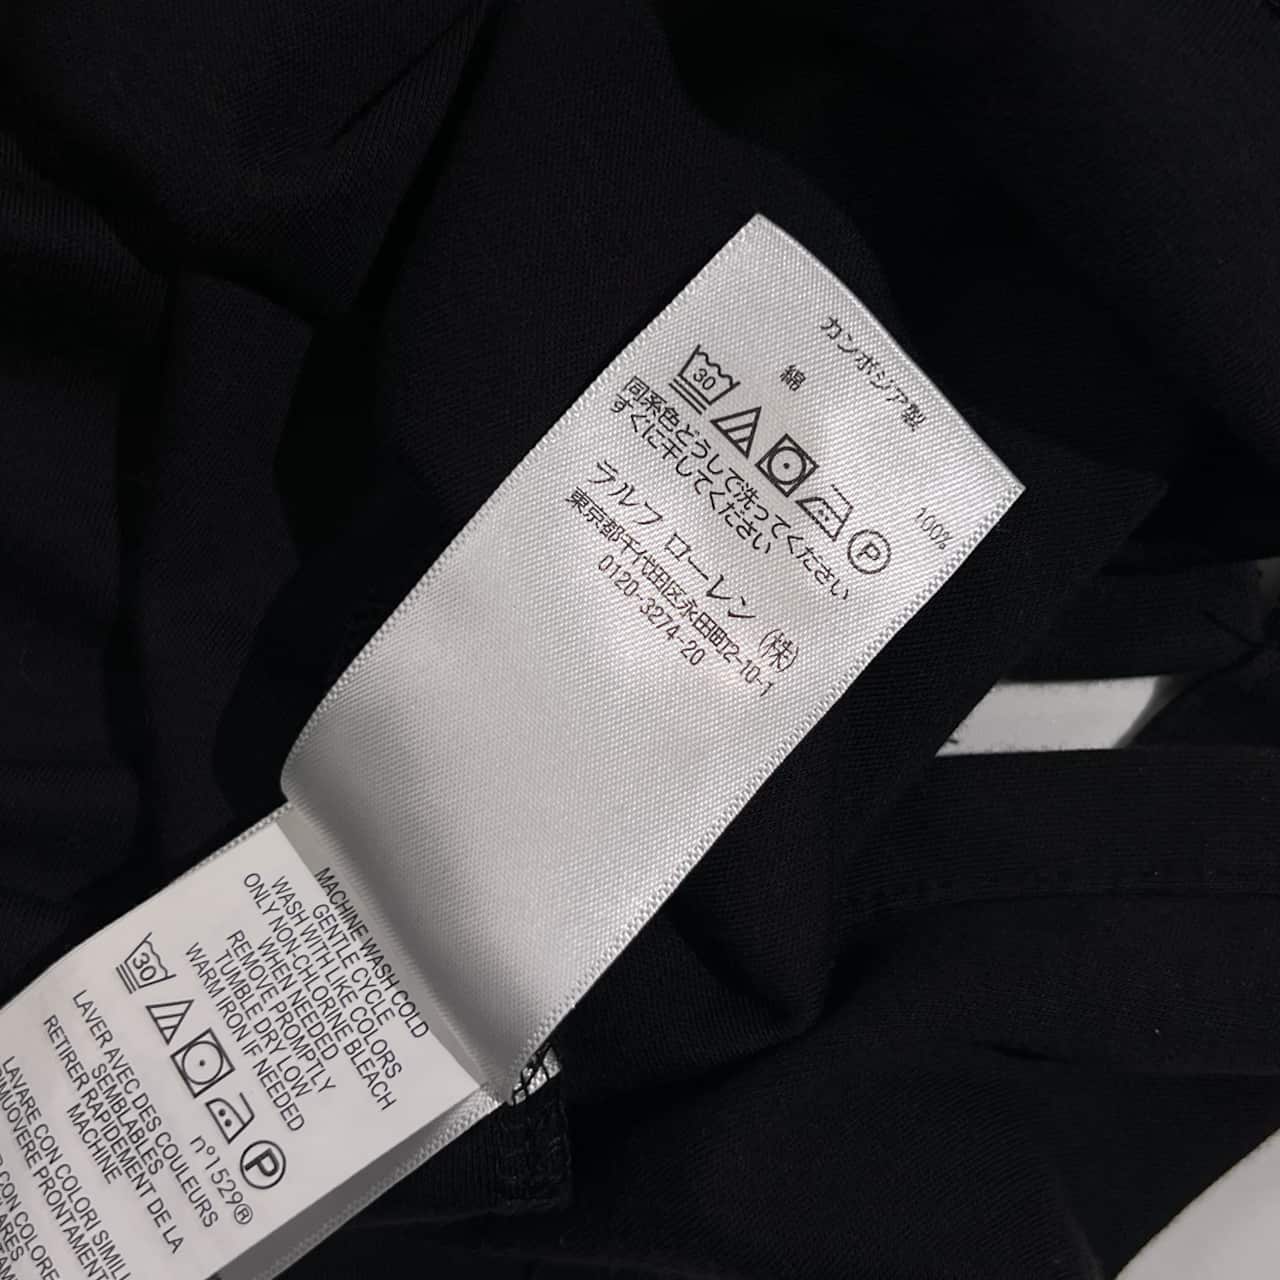 カンボジア製
綿 100%
30
P
同系色どうしで洗ってください
すぐに干してください
ラルフ ローレン (株)
東京都千代田区永田町2-10-1
0120-3274-20
MACHINE WASH COLD
GENTLE CYCLE
WASH WITH LIKE COLORS
ONLY NON-CHLORINE BLEACH
WHEN NEEDED
REMOVE PROMPTLY
TUMBLE DRY LOW
WARM IRON IF NEEDED
30
P
n°1529®
LAVER AVEC DES COULEURS
SEMBLABLES
RETIRER RAPIDEMENT DE LA
MACHINE
LAVARE CON COLORI SIMILI